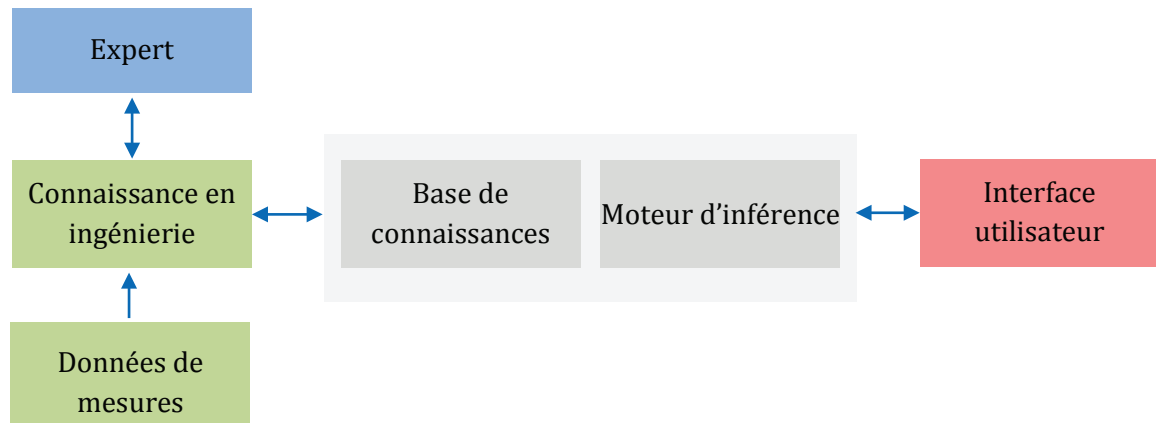 Expert
Connaissance en
ingénierie
Base de
connaissances
Moteur d'inférence
Interface
utilisateur
Données de
mesures